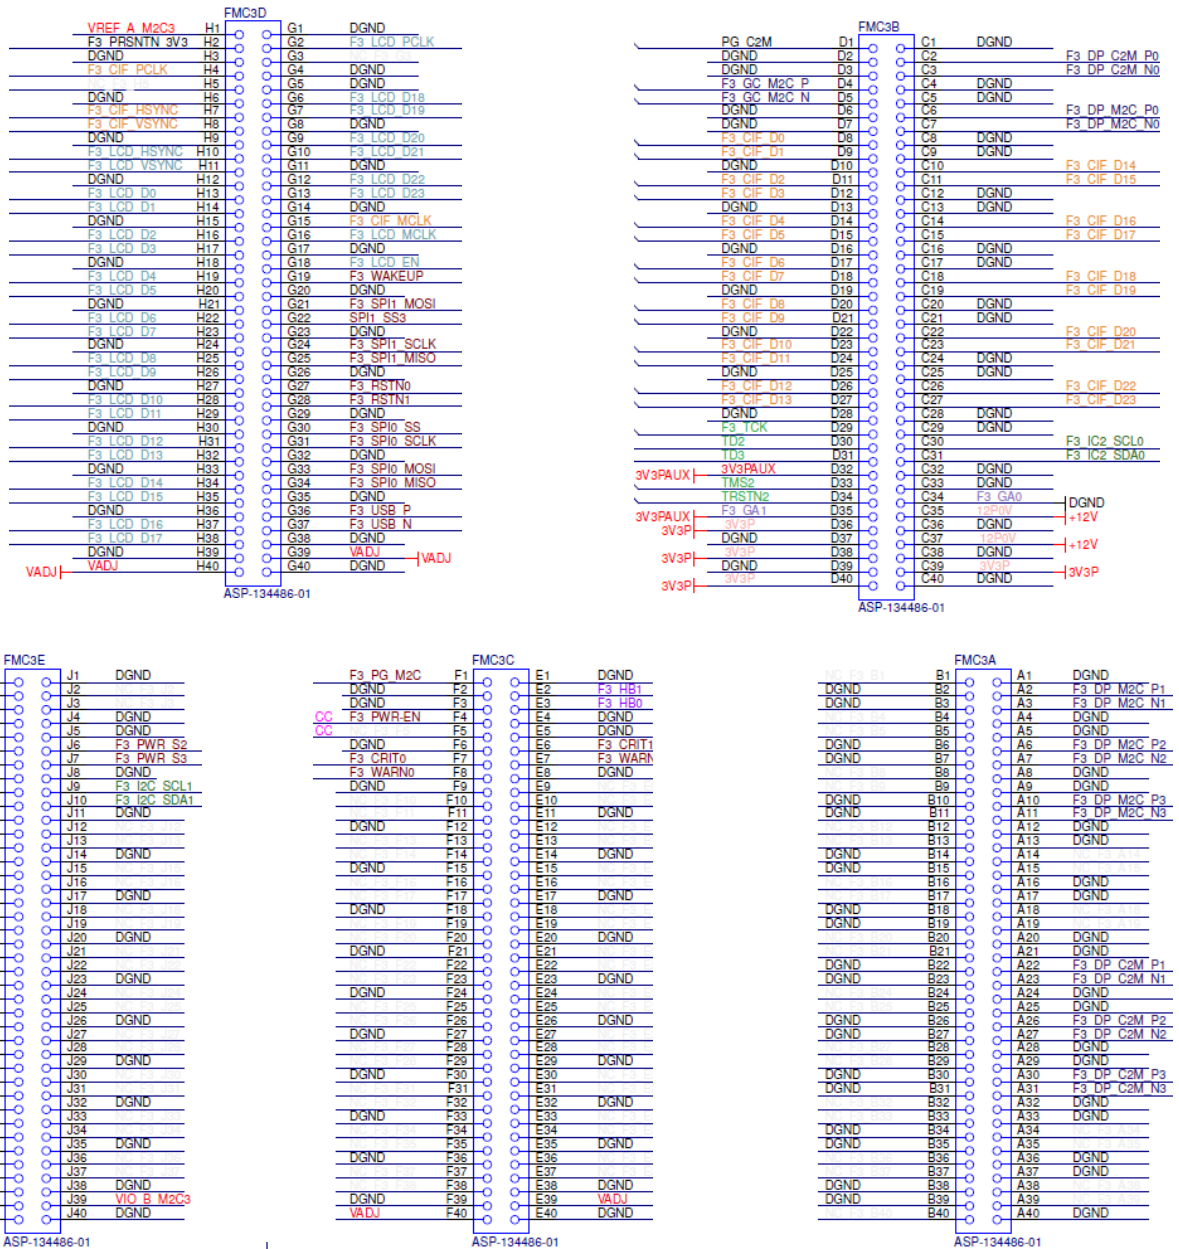 FMC3D
VREF_A_M2C3 H1 G1 DGND
F3_PRSNTN_3V3 H2 G2 F3_LCD_PCLK
DGND H3 G3
F3_CIF_PCLK H4 G4 DGND
H5 G5 DGND
DGND H6 G6 F3_LCD_D18
F3_CIF_HSYNC H7 G7 F3_LCD_D19
F3_CIF_VSYNC H8 G8 DGND
DGND H9 G9 F3_LCD_D20
F3_LCD_HSYNC H10 G10 F3_LCD_D21
F3_LCD_VSYNC H11 G11 DGND
DGND H12 G12 F3_LCD_D22
F3_LCD_D0 H13 G13 F3_LCD_D23
F3_LCD_D1 H14 G14 DGND
DGND H15 G15 F3_CIF_MCLK
F3_LCD_D2 H16 G16 F3_LCD_MCLK
F3_LCD_D3 H17 G17 DGND
DGND H18 G18 F3_LCD_EN
F3_LCD_D4 H19 G19 F3_WAKEUP
F3_LCD_D5 H20 G20 DGND
DGND H21 G21 F3_SPI1_MOSI
F3_LCD_D6 H22 G22 SPI1_SS3
F3_LCD_D7 H23 G23 DGND
DGND H24 G24 F3_SPI1_SCLK
F3_LCD_D8 H25 G25 F3_SPI1_MISO
F3_LCD_D9 H26 G26 DGND
DGND H27 G27 F3_RSTN0
F3_LCD_D10 H28 G28 F3_RSTN1
F3_LCD_D11 H29 G29 DGND
DGND H30 G30 F3_SPI0_SS
F3_LCD_D12 H31 G31 F3_SPI0_SCLK
F3_LCD_D13 H32 G32 DGND
DGND H33 G33 F3_SPI0_MOSI
F3_LCD_D14 H34 G34 F3_SPI0_MISO
F3_LCD_D15 H35 G35 DGND
DGND H36 G36 F3_USB_P
F3_LCD_D16 H37 G37 F3_USB_N
F3_LCD_D17 H38 G38 DGND
DGND H39 G39 VADJ VADJ
VADJ VADJ H40 G40 DGND
ASP-134486-01
FMC3B
PG_C2M D1 C1 DGND
DGND D2 C2 F3_DP_C2M_P0
DGND D3 C3 F3_DP_C2M_N0
F3_GC_M2C_P D4 C4 DGND
F3_GC_M2C_N D5 C5 DGND
DGND D6 C6 F3_DP_M2C_P0
DGND D7 C7 F3_DP_M2C_N0
F3_CIF_D0 D8 C8 DGND
F3_CIF_D1 D9 C9 DGND
DGND D10 C10 F3_CIF_D14
F3_CIF_D2 D11 C11 F3_CIF_D15
F3_CIF_D3 D12 C12 DGND
DGND D13 C13 DGND
F3_CIF_D4 D14 C14 F3_CIF_D16
F3_CIF_D5 D15 C15 F3_CIF_D17
DGND D16 C16 DGND
F3_CIF_D6 D17 C17 DGND
F3_CIF_D7 D18 C18 F3_CIF_D18
DGND D19 C19 F3_CIF_D19
F3_CIF_D8 D20 C20 DGND
F3_CIF_D9 D21 C21 DGND
DGND D22 C22 F3_CIF_D20
F3_CIF_D10 D23 C23 F3_CIF_D21
F3_CIF_D11 D24 C24 DGND
DGND D25 C25 DGND
F3_CIF_D12 D26 C26 F3_CIF_D22
F3_CIF_D13 D27 C27 F3_CIF_D23
DGND D28 C28 DGND
F3_TCK D29 C29 DGND
TD2 D30 C30 F3_IC2_SCL0
TD3 D31 C31 F3_IC2_SDA0
3V3PAUX 3V3PAUX D32 C32 DGND
TMS2 D33 C33 DGND
TRSTN2 D34 C34 F3_GA0 DGND
3V3PAUX F3_GA1 D35 C35 12P0V +12V
3V3P 3V3P D36 C36 DGND
DGND D37 C37 12P0V +12V
3V3P 3V3P D38 C38 DGND
DGND D39 C39 3V3P 3V3P
3V3P 3V3P D40 C40 DGND
ASP-134486-01
FMC3E
J1 DGND
J2
J3
J4 DGND
J5 DGND
J6 F3_PWR_S2
J7 F3_PWR_S3
J8 DGND
J9 F3_I2C_SCL1
J10 F3_I2C_SDA1
J11 DGND
J12
J13
J14 DGND
J15
J16
J17 DGND
J18
J19
J20 DGND
J21
J22
J23 DGND
J24
J25
J26 DGND
J27
J28
J29 DGND
J30
J31
J32 DGND
J33
J34
J35 DGND
J36
J37
J38 DGND
J39 VIO_B_M2C3
J40 DGND
ASP-134486-01
FMC3C
F3_PG_M2C F1 E1 DGND
DGND F2 E2 F3_HB1
DGND F3 E3 F3_HB0
CC F3_PWR-EN F4 E4 DGND
CC F5 E5 DGND
DGND F6 E6 F3_CRIT1
F3_CRIT0 F7 E7 F3_WARN
F3_WARN0 F8 E8 DGND
DGND F9 E9
F10 E10
F11 E11 DGND
DGND F12 E12
F13 E13
F14 E14 DGND
DGND F15 E15
F16 E16
F17 E17 DGND
DGND F18 E18
F19 E19
F20 E20 DGND
DGND F21 E21
F22 E22
F23 E23 DGND
DGND F24 E24
F25 E25
F26 E26 DGND
DGND F27 E27
F28 E28
F29 E29 DGND
DGND F30 E30
F31 E31
F32 E32 DGND
DGND F33 E33
F34 E34
F35 E35 DGND
DGND F36 E36
F37 E37
F38 E38 DGND
DGND F39 E39 VADJ
VADJ F40 E40 DGND
ASP-134486-01
FMC3A
B1 A1 DGND
DGND B2 A2 F3_DP_M2C_P1
DGND B3 A3 F3_DP_M2C_N1
B4 A4 DGND
B5 A5 DGND
DGND B6 A6 F3_DP_M2C_P2
DGND B7 A7 F3_DP_M2C_N2
B8 A8 DGND
B9 A9 DGND
DGND B10 A10 F3_DP_M2C_P3
DGND B11 A11 F3_DP_M2C_N3
B12 A12 DGND
B13 A13 DGND
DGND B14 A14
DGND B15 A15
B16 A16 DGND
B17 A17 DGND
DGND B18 A18
DGND B19 A19
B20 A20 DGND
B21 A21 DGND
DGND B22 A22 F3_DP_C2M_P1
DGND B23 A23 F3_DP_C2M_N1
B24 A24 DGND
B25 A25 DGND
DGND B26 A26 F3_DP_C2M_P2
DGND B27 A27 F3_DP_C2M_N2
B28 A28 DGND
B29 A29 DGND
DGND B30 A30 F3_DP_C2M_P3
DGND B31 A31 F3_DP_C2M_N3
B32 A32 DGND
B33 A33 DGND
DGND B34 A34
DGND B35 A35
B36 A36 DGND
B37 A37 DGND
DGND B38 A38
DGND B39 A39
B40 A40 DGND
ASP-134486-01